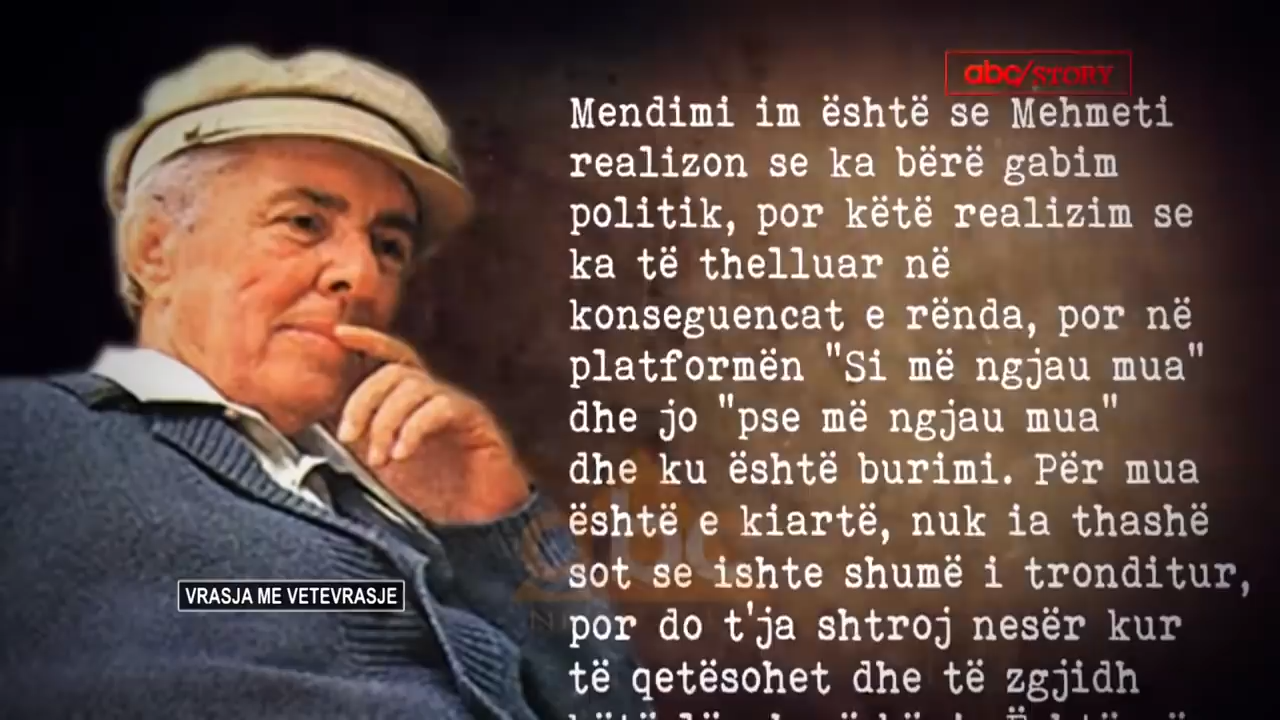 abc/STORY
Mendimi im është se Mehmeti
realizon se ka bërë gabim
politik, por këtë realizim se
ka të thelluar në
konseguencat e rënda, por në
platformën "Si më ngjau mua"
dhe jo "pse më ngjau mua"
dhe ku është burimi. Për mua
është e kiartë, nuk ia thashë
sot se ishte shumë i tronditur,
por do t'ja shtroj nesër kur
të qetësohet dhe të zgjidh
VRASJA ME VETEVRASJE